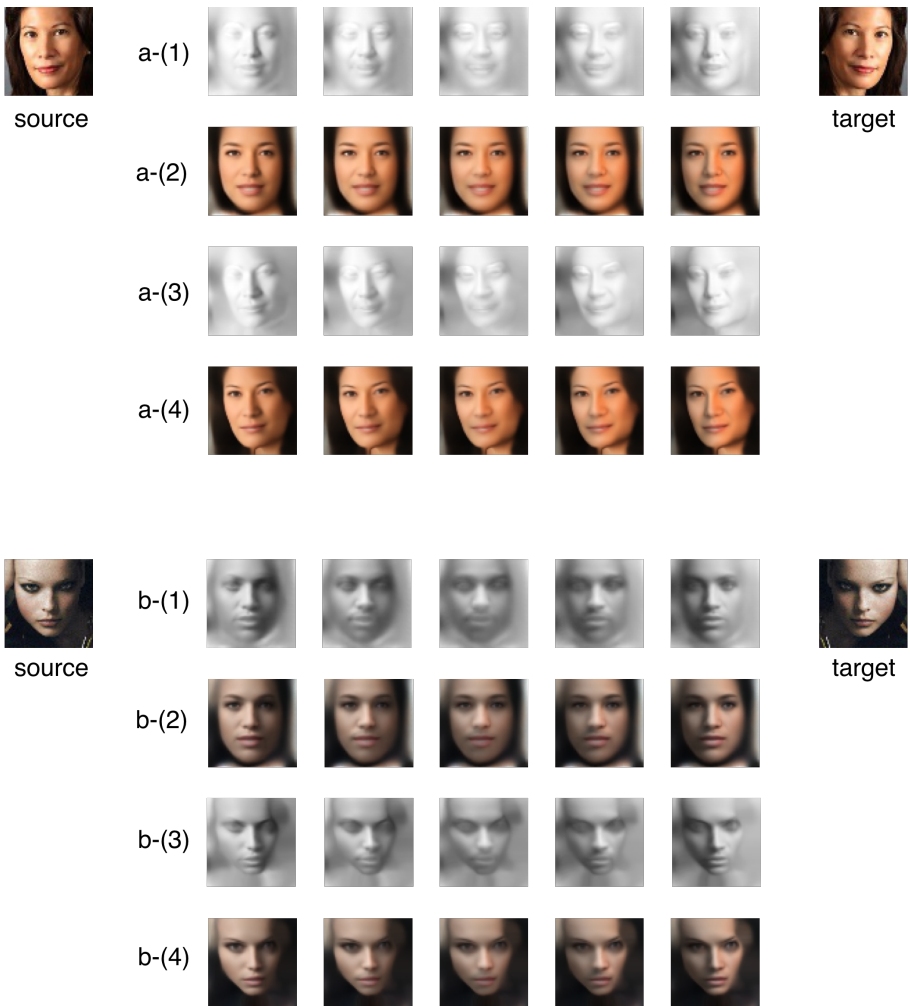 a-(1)
source
target
a-(2)
a-(3)
a-(4)
b-(1)
source
target
b-(2)
b-(3)
b-(4)